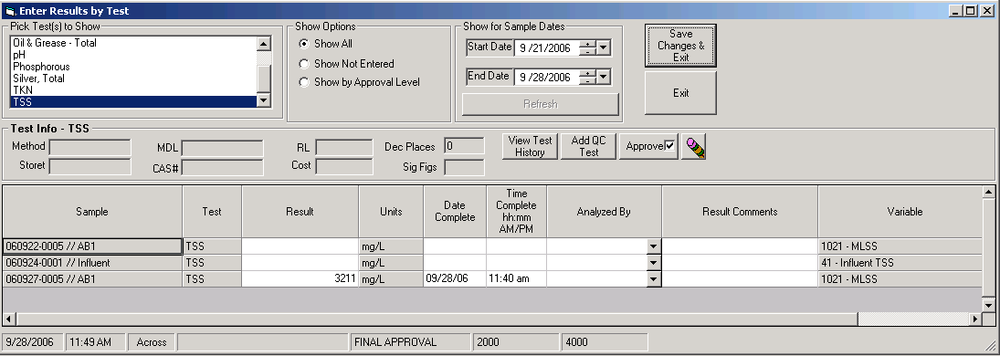 Enter Results by Test
Pick Test(s) to Show
Oil & Grease - Total
pH
Phosphorous
Silver, Total
TKN
TSS
Show Options
Show All
Show Not Entered
Show by Approval Level
Show for Sample Dates
Start Date 9 /21/2006
End Date 9 /28/2006
Refresh
Save Changes & Exit
Exit
Test Info - TSS
Method MDL RL Dec Places 0
Storet CAS# Cost Sig Figs
View Test History
Add QC Test
Approve
Sample Test Result Units Date Complete Time Complete hh:mm AM/PM Analyzed By Result Comments Variable
060922-0005 // AB1 TSS mg/L 1021 - MLSS
060924-0001 // Influent TSS mg/L 41 - Influent TSS
060927-0005 // AB1 TSS 3211 mg/L 09/28/06 11:40 am 1021 - MLSS
9/28/2006 11:49 AM Across FINAL APPROVAL 2000 4000